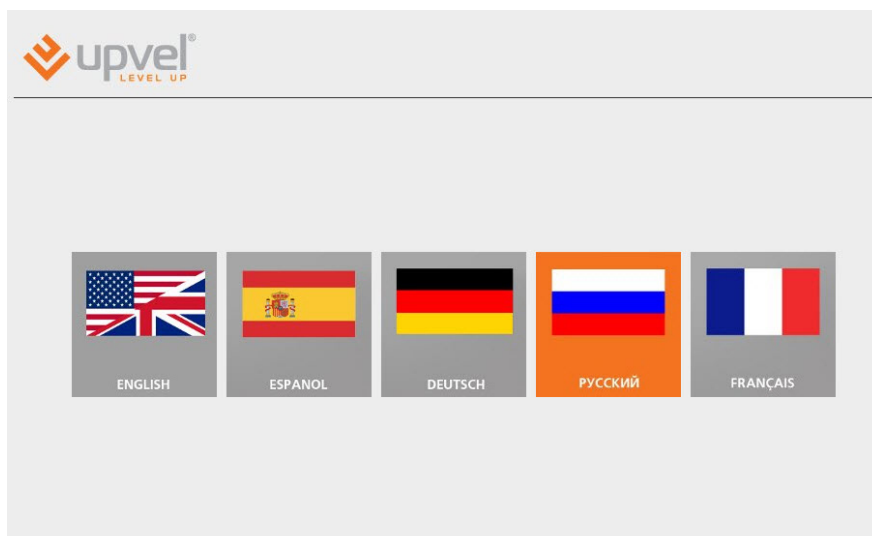 upvel®
LEVEL UP
ENGLISH
ESPANOL
DEUTSCH
РУССКИЙ
FRANÇAIS